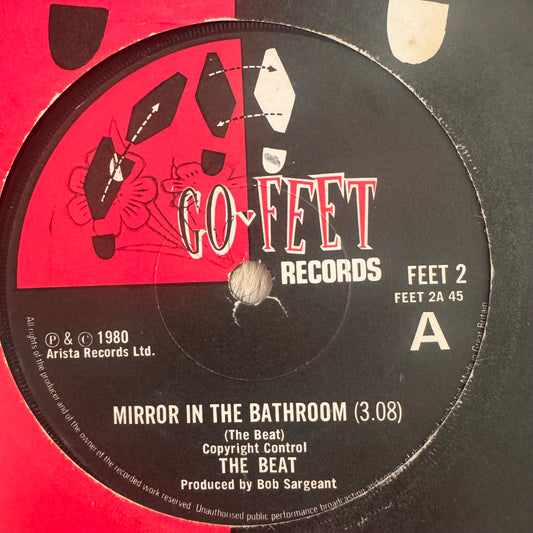 GO-FEET
RECORDS
FEET 2
FEET 2A 45
A
Ⓟ & © 1980
Arista Records Ltd.
MIRROR IN THE BATHROOM (3.08)
(The Beat)
Copyright Control
THE BEAT
Produced by Bob Sargeant
All rights of the producer and of the owner of the recorded work reserved Unauthorised public performance broadcasting and
Made in Great Britain